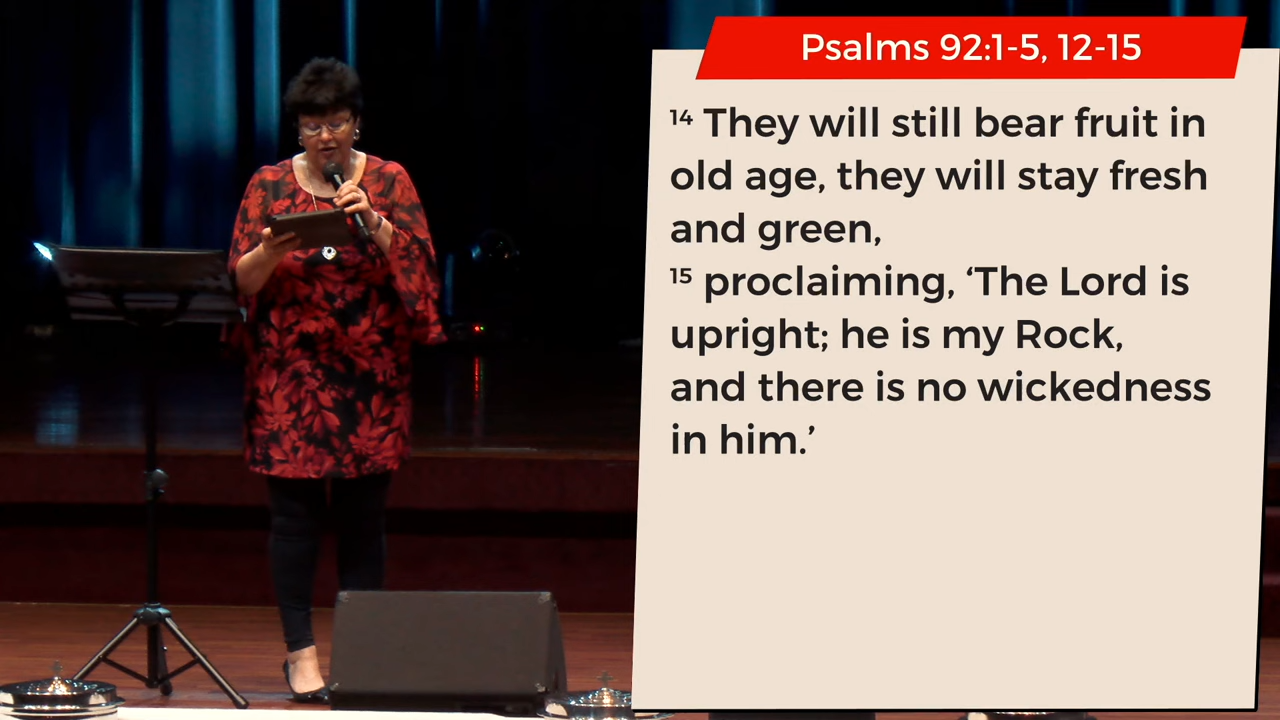 Psalms 92:1-5, 12-15
14 They will still bear fruit in
old age, they will stay fresh
and green,
15 proclaiming, ‘The Lord is
upright; he is my Rock,
and there is no wickedness
in him.’